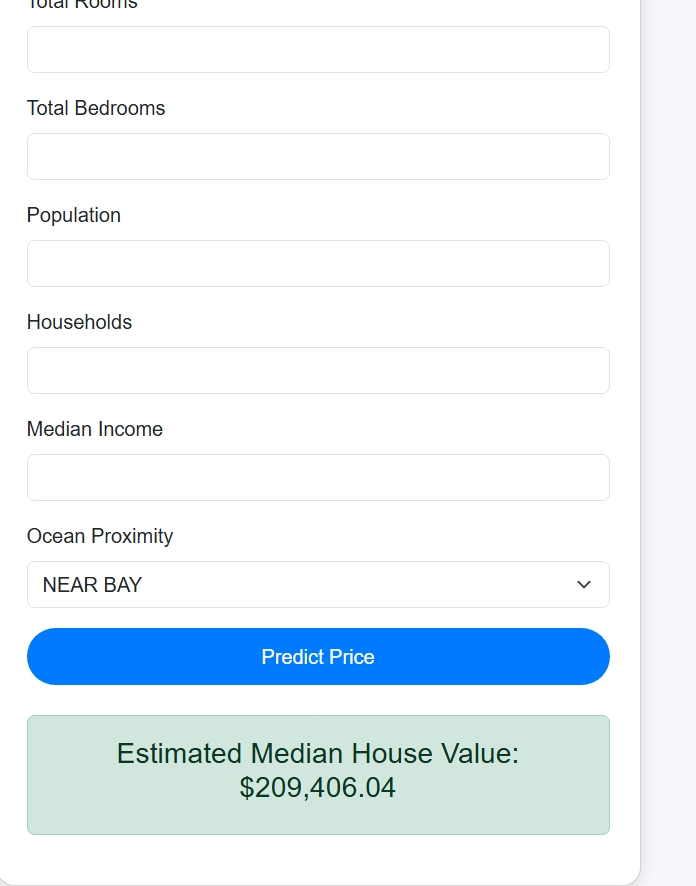 Total Rooms
Total Bedrooms
Population
Households
Median Income
Ocean Proximity
NEAR BAY
Predict Price
Estimated Median House Value:
$209,406.04